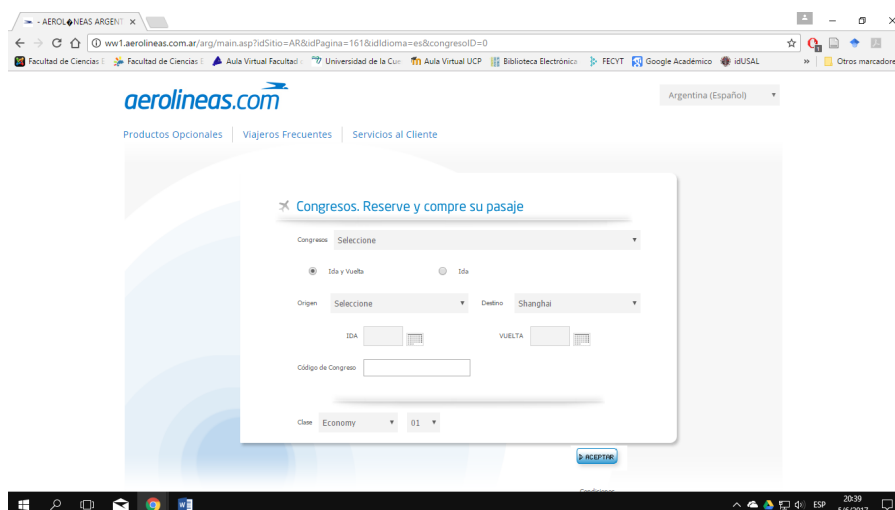 - AEROL�NEAS ARGENT
ww1.aerolineas.com.ar/arg/main.asp?idSitio=AR&idPagina=161&idIdioma=es&congresoID=0
Facultad de Ciencias E Facultad de Ciencias E Aula Virtual Facultad Universidad de la Cue Aula Virtual UCP Biblioteca Electrónica FECYT Google Académico idUSAL » Otros marcadores
aerolineas.com
Argentina (Español)
Productos Opcionales Viajeros Frecuentes Servicios al Cliente
Congresos. Reserve y compre su pasaje
Congresos Seleccione
Ida y Vuelta Ida
Origen Seleccione Destino Shanghai
IDA VUELTA
Código de Congreso
Clase Economy 01
ACEPTAR
Condiciones
ESP 20:39
5/6/2017